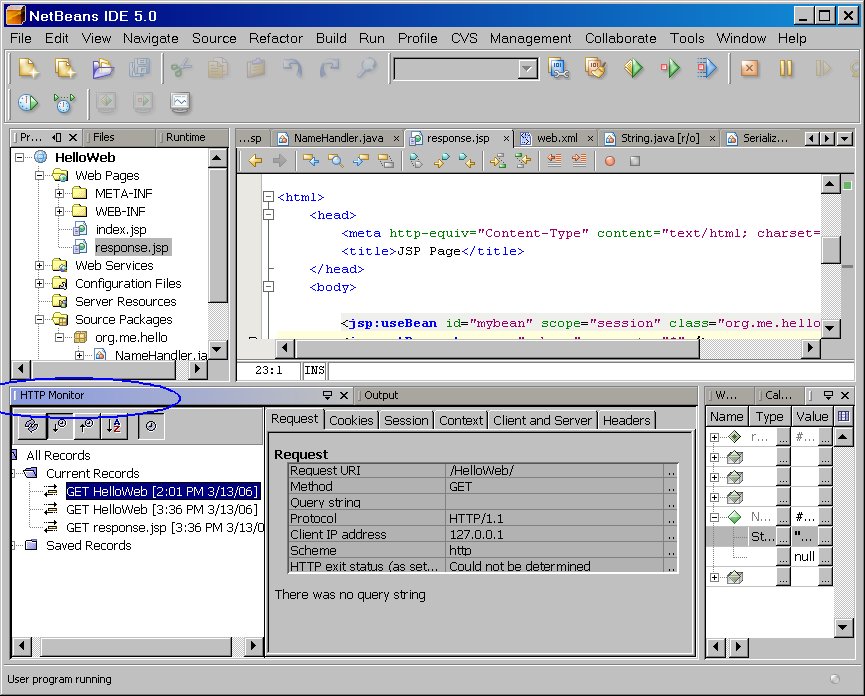 NetBeans IDE 5.0
File Edit View Navigate Source Refactor Build Run Profile CVS Management Collaborate Tools Window Help
Pr... Files Runtime
HelloWeb
Web Pages
META-INF
WEB-INF
index.jsp
response.jsp
Web Services
Configuration Files
Server Resources
Source Packages
org.me.hello
NameHandler.ja
...sp NameHandler.java response.jsp web.xml String.java [r/o] Serializ...
<html>
<head>
<meta http-equiv="Content-Type" content="text/html; charset=
<title>JSP Page</title>
</head>
<body>
<jsp:useBean id="mybean" scope="session" class="org.me.hello
23:1 INS
HTTP Monitor
All Records
Current Records
GET HelloWeb [2:01 PM 3/13/06]
GET HelloWeb [3:36 PM 3/13/06]
GET response.jsp [3:36 PM 3/13/0
Saved Records
Output
Request Cookies Session Context Client and Server Headers
Request
Request URI /HelloWeb/ ..
Method GET ..
Query string ..
Protocol HTTP/1.1 ..
Client IP address 127.0.0.1 ..
Scheme http ..
HTTP exit status (as set... Could not be determined ..
There was no query string
W... Cal...
Name Type Value
r... ... #... ...
... ...
... ...
... ...
N... ... #... ...
St... ... "... ...
... null ...
... ...
User program running